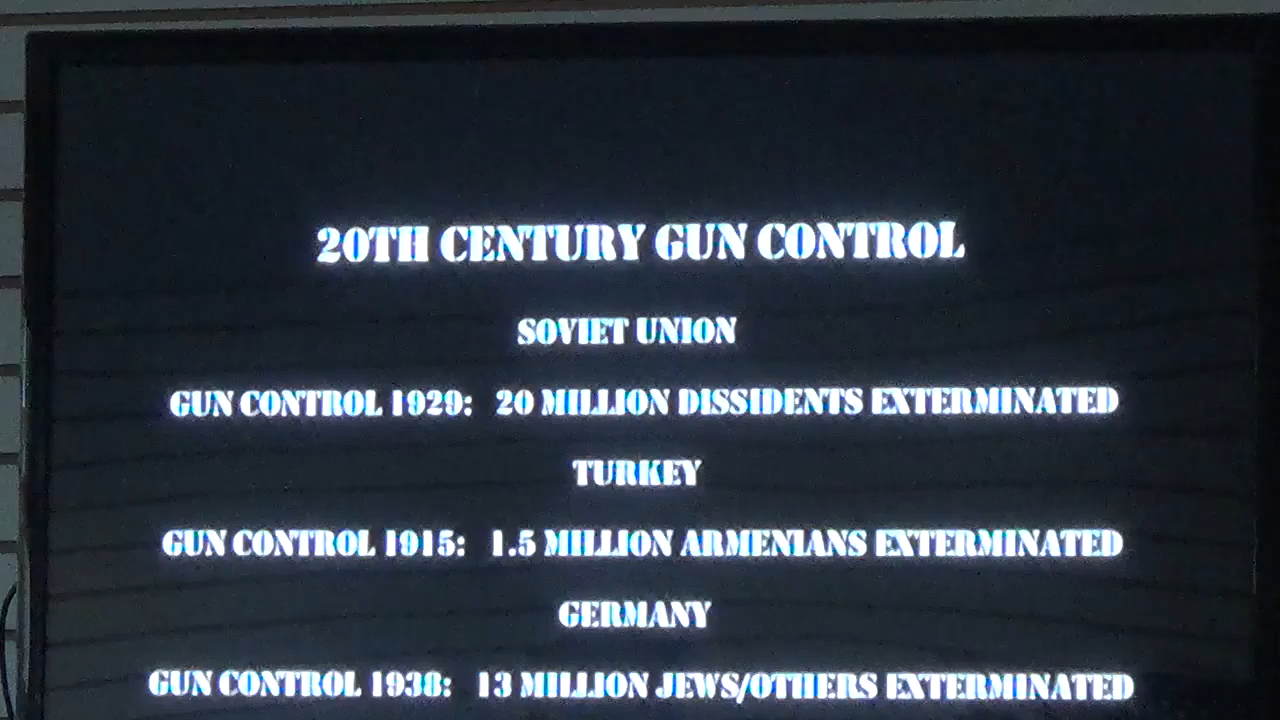 20TH CENTURY GUN CONTROL
SOVIET UNION
GUN CONTROL 1929: 20 MILLION DISSIDENTS EXTERMINATED
TURKEY
GUN CONTROL 1915: 1.5 MILLION ARMENIANS EXTERMINATED
GERMANY
GUN CONTROL 1938: 13 MILLION JEWS/OTHERS EXTERMINATED